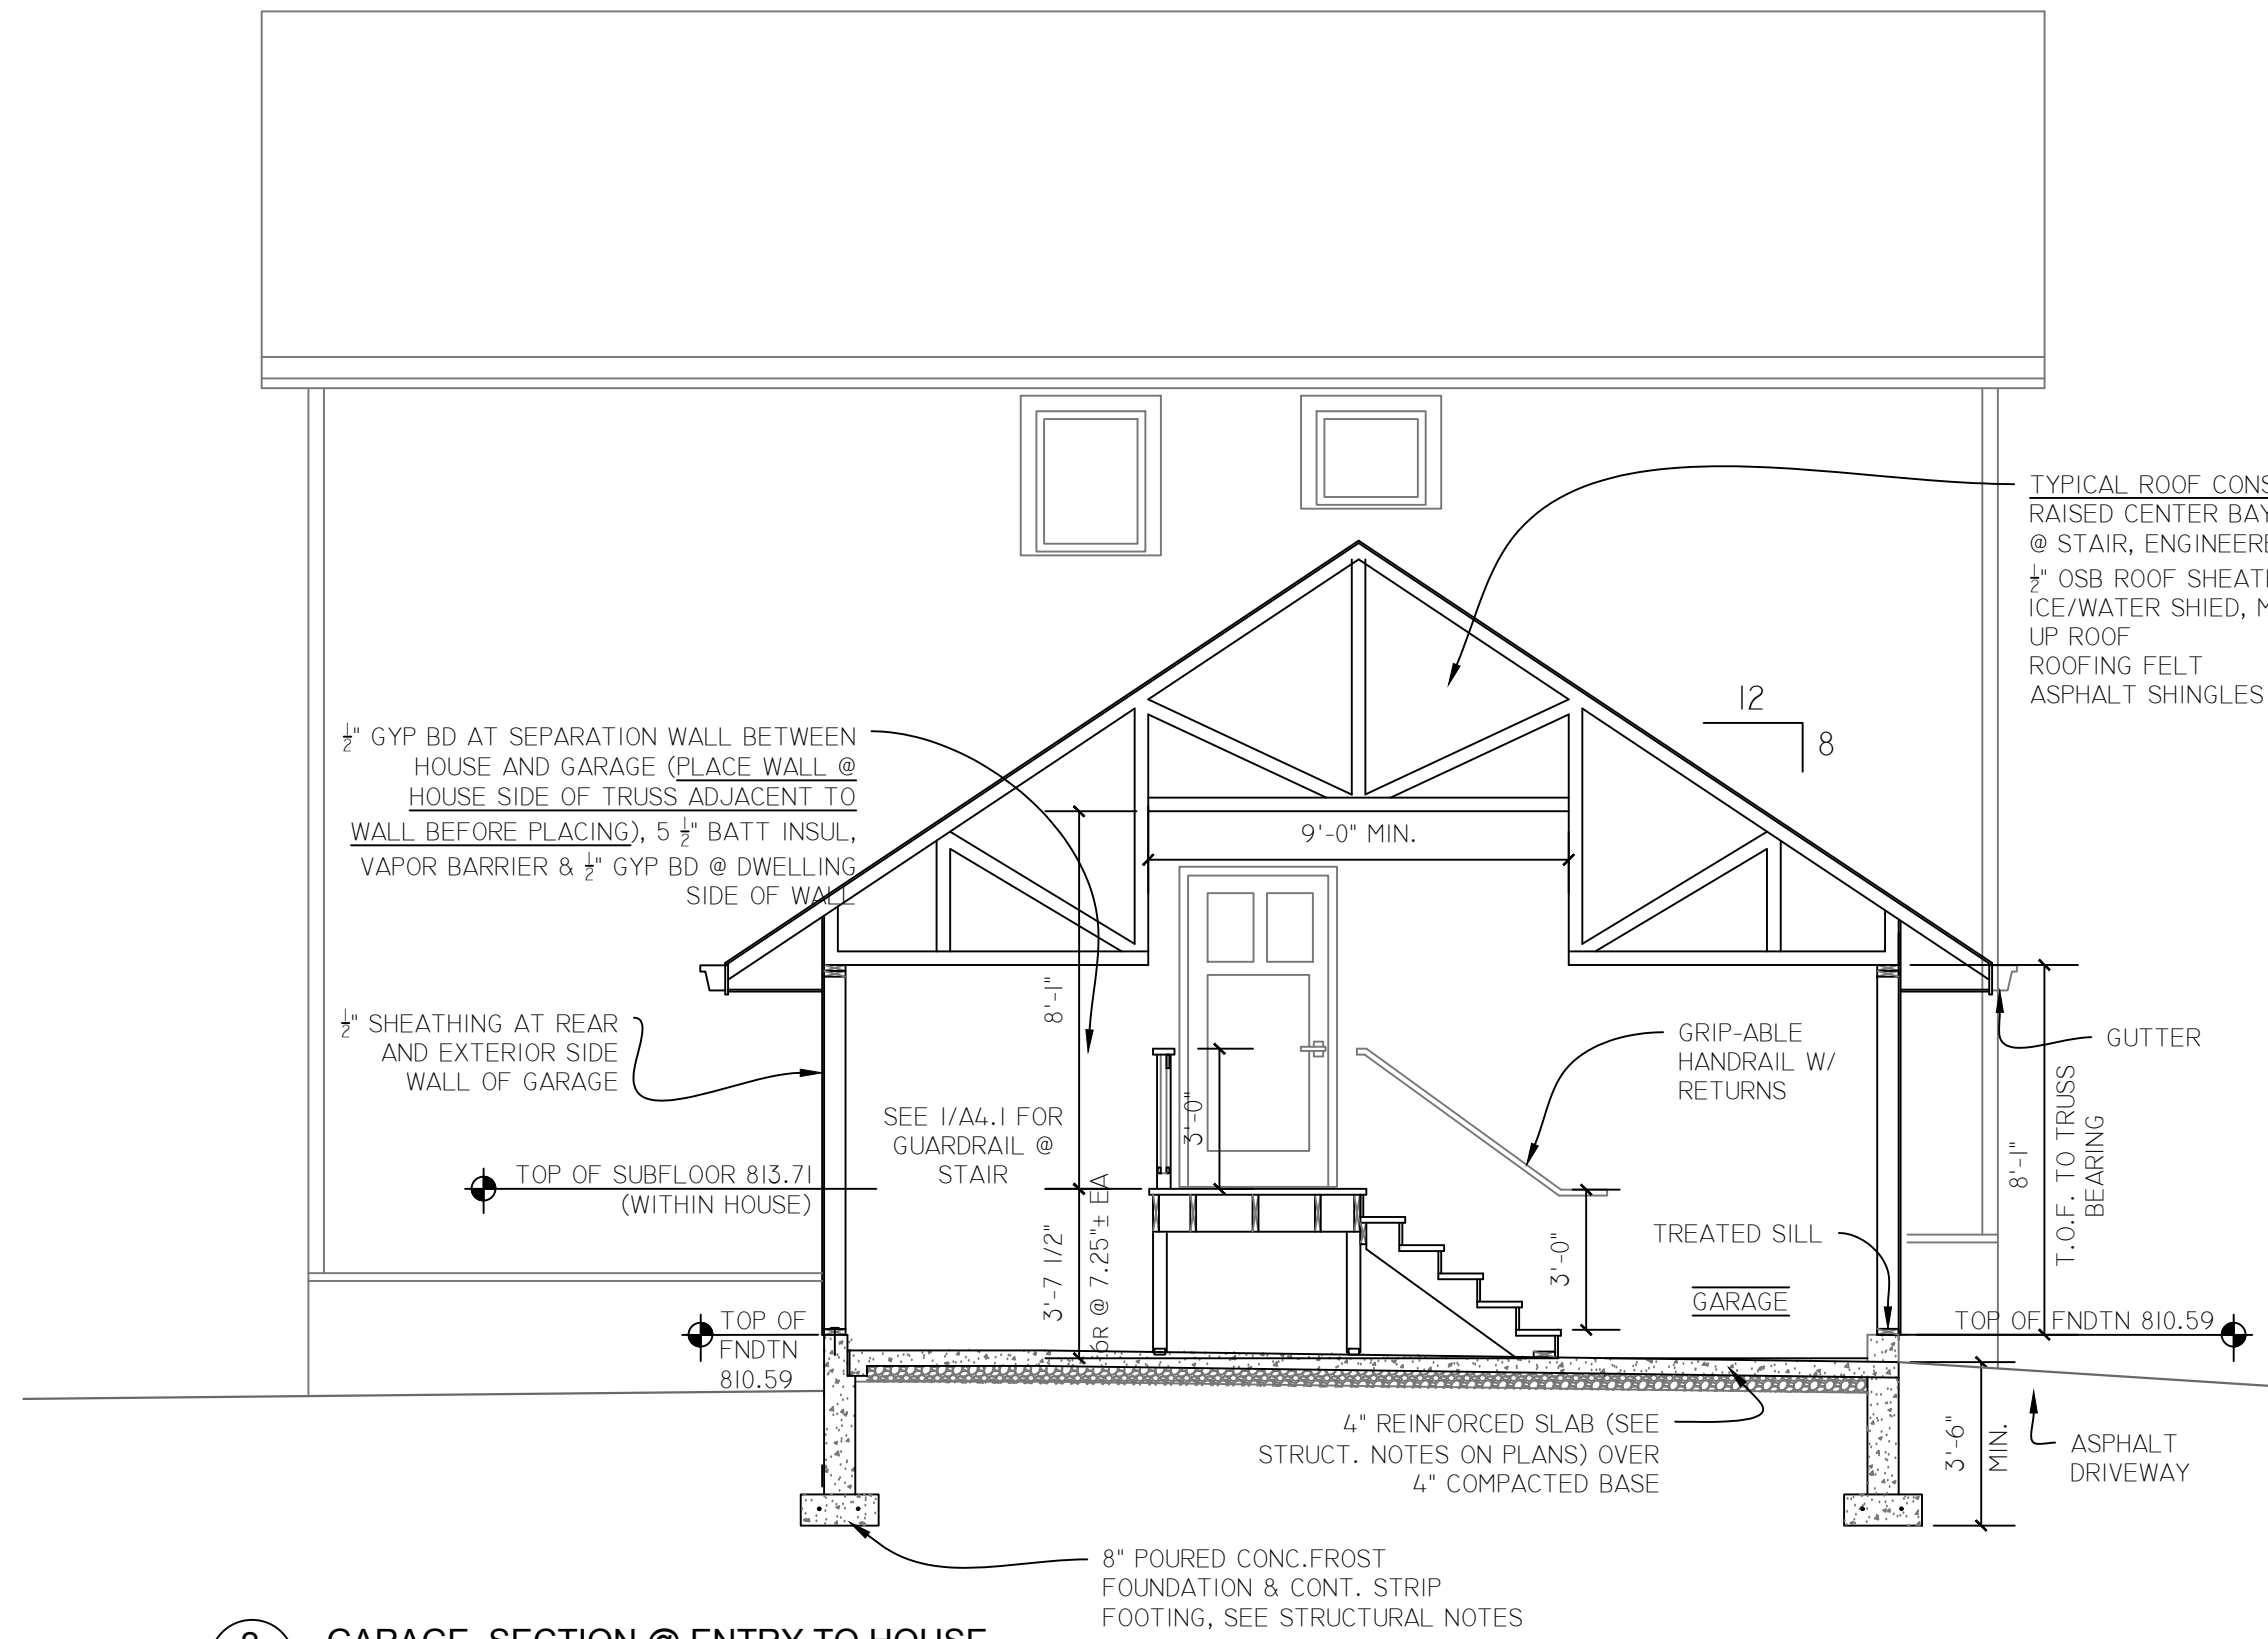 TYPICAL ROOF CONS
RAISED CENTER BAY
@ STAIR, ENGINEERE
½" OSB ROOF SHEAT
ICE/WATER SHIED, M
UP ROOF
ROOFING FELT
ASPHALT SHINGLES
12
8
½" GYP BD AT SEPARATION WALL BETWEEN
HOUSE AND GARAGE (PLACE WALL @
HOUSE SIDE OF TRUSS ADJACENT TO
WALL BEFORE PLACING), 5 ½" BATT INSUL,
VAPOR BARRIER & ½" GYP BD @ DWELLING
SIDE OF WALL
9'-0" MIN.
8'-1"
½" SHEATHING AT REAR
AND EXTERIOR SIDE
WALL OF GARAGE
GRIP-ABLE
HANDRAIL W/
RETURNS
GUTTER
SEE 1/A4.1 FOR
GUARDRAIL @
STAIR
3'-0"
8'-1"
T.O.F. TO TRUSS
BEARING
TOP OF SUBFLOOR 813.71
(WITHIN HOUSE)
3'-7 1/2"
6R @ 7.25"± EA
3'-0"
TREATED SILL
GARAGE
TOP OF
FNDTN
810.59
TOP OF FNDTN 810.59
4" REINFORCED SLAB (SEE
STRUCT. NOTES ON PLANS) OVER
4" COMPACTED BASE
3'-6"
MIN.
ASPHALT
DRIVEWAY
8" POURED CONC.FROST
FOUNDATION & CONT. STRIP
FOOTING, SEE STRUCTURAL NOTES
GARAGE SECTION @ ENTRY TO HOUSE